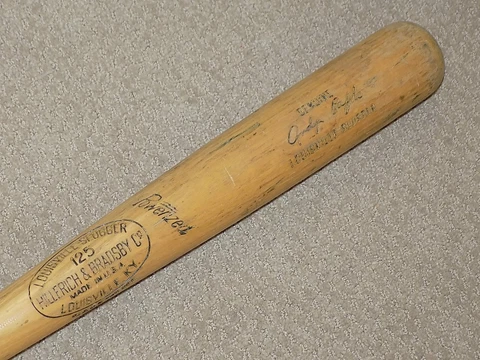 GENUINE
LOUISVILLE SLUGGER
Powerized
LOUISVILLE SLUGGER
125
HILLERICH & BRADSBY Co
MADE IN U.S.A.
LOUISVILLE, KY.